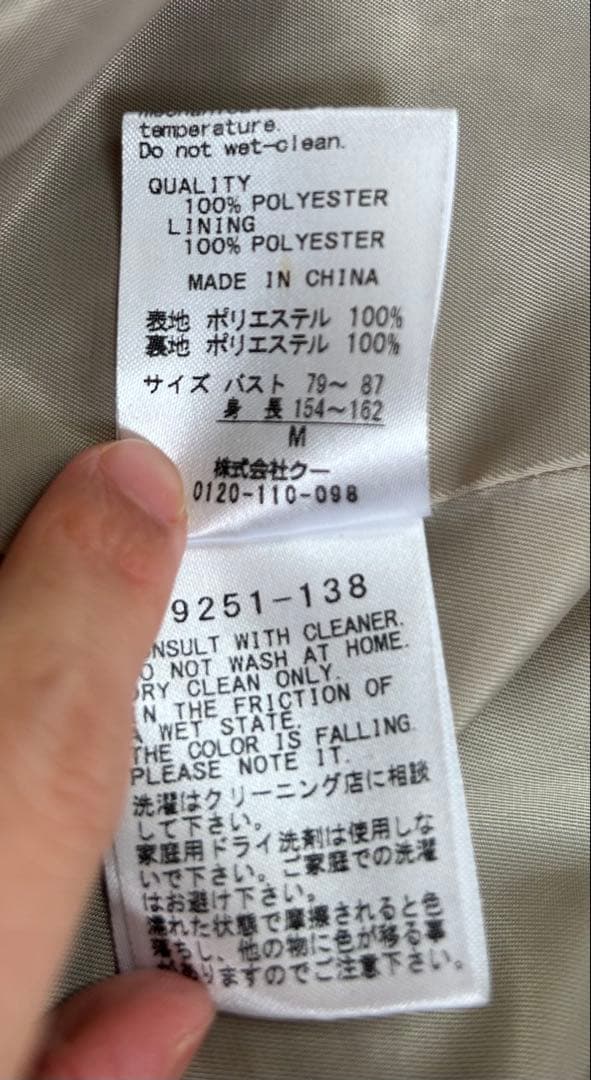 temperature.
Do not wet-clean.
QUALITY
100% POLYESTER
LINING
100% POLYESTER
MADE IN CHINA
表地 ポリエステル 100%
裏地 ポリエステル 100%
サイズ バスト 79～ 87
身 長 154～162
M
株式会社クー
0120-110-098
9251-138
NSULT WITH CLEANER.
O NOT WASH AT HOME.
RY CLEAN ONLY.
N THE FRICTION OF
A WET STATE.
THE COLOR IS FALLING.
PLEASE NOTE IT.
洗濯はクリーニング店に相談
して下さい。
家庭用ドライ洗剤は使用しな
いで下さい。ご家庭での洗濯
はお避け下さい。
濡れた状態で摩擦されると色
落ちし、他の物に色が移る事
がありますのでご注意下さい。